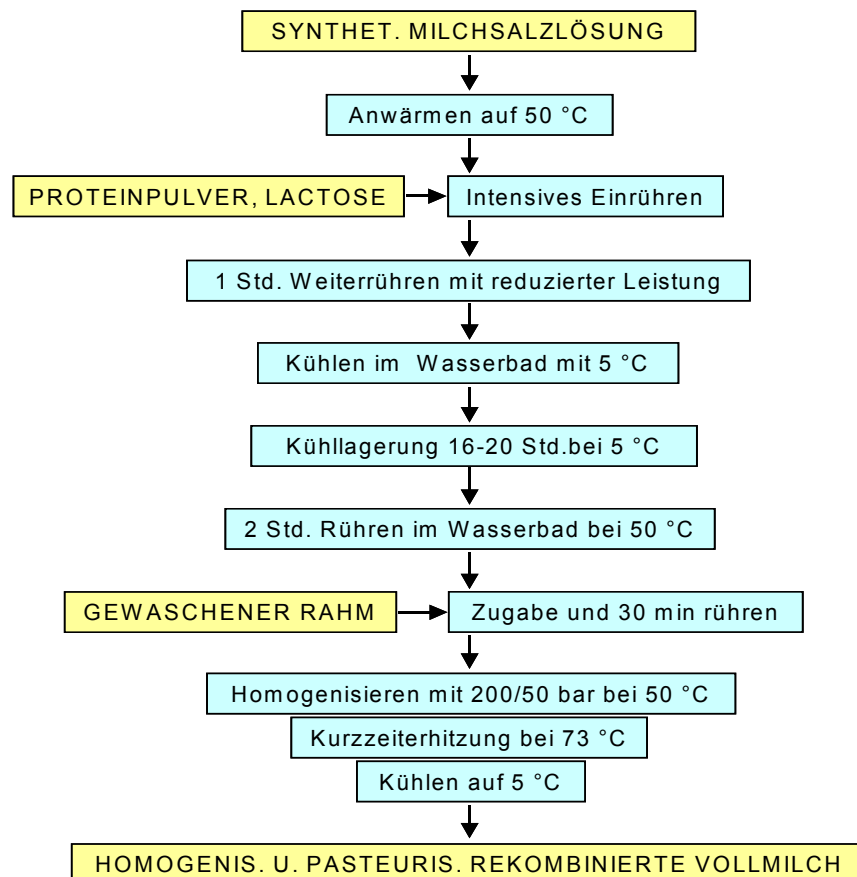 SYNTHET. MILCHSALZLÖSUNG
Anwärmen auf 50 °C
PROTEINPULVER, LACTOSE
Intensives Einrühren
1 Std. Weiterrühren mit reduzierter Leistung
Kühlen im Wasserbad mit 5 °C
Kühllagerung 16-20 Std.bei 5 °C
2 Std. Rühren im Wasserbad bei 50 °C
GEWASCHENER RAHM
Zugabe und 30 min rühren
Homogenisieren mit 200/50 bar bei 50 °C
Kurzzeiterhitzung bei 73 °C
Kühlen auf 5 °C
HOMOGENIS. U. PASTEURIS. REKOMBINIERTE VOLLMILCH